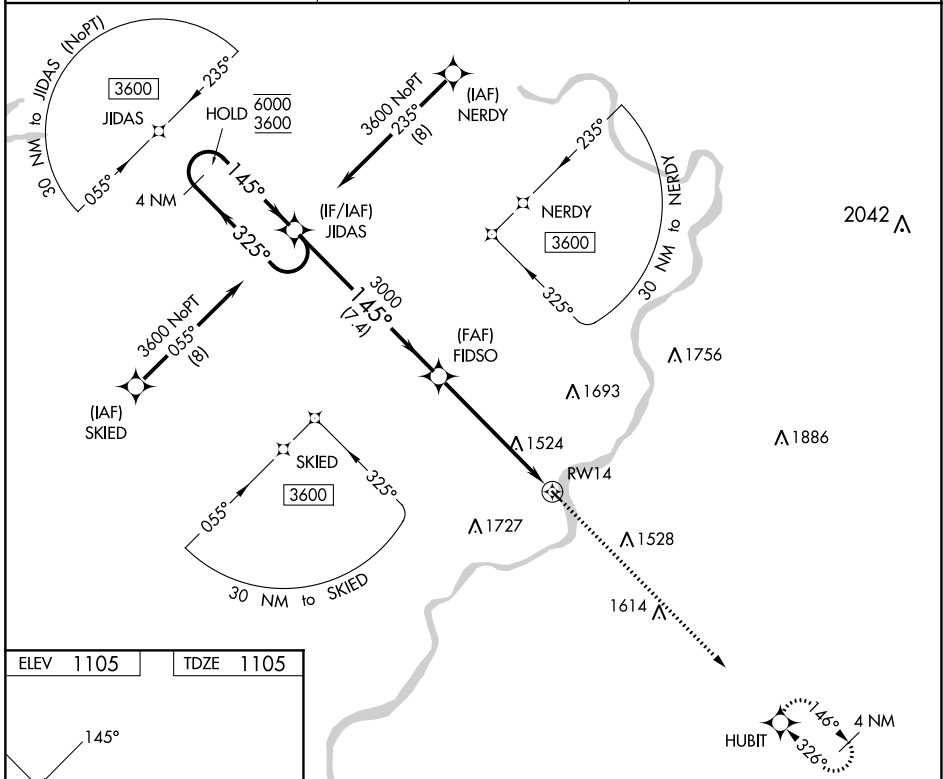 30 NM to JIDAS (NoPT)
3600
JIDAS
235°
055°
HOLD
6000
3600
4 NM
145°
325°
(IF/IAF)
JIDAS
3600 NoPT
235°
(8)
(IAF)
NERDY
235°
NERDY
3600
325°
30 NM to NERDY
2042
3000
145°
(7.4)
(FAF)
FIDSO
3600 NoPT
055°
(8)
(IAF)
SKIED
1756
1693
1886
1524
RW14
SKIED
3600
055°
325°
30 NM to SKIED
1727
1528
1614
ELEV 1105
TDZE 1105
145°
HUBIT
146°
326°
4 NM